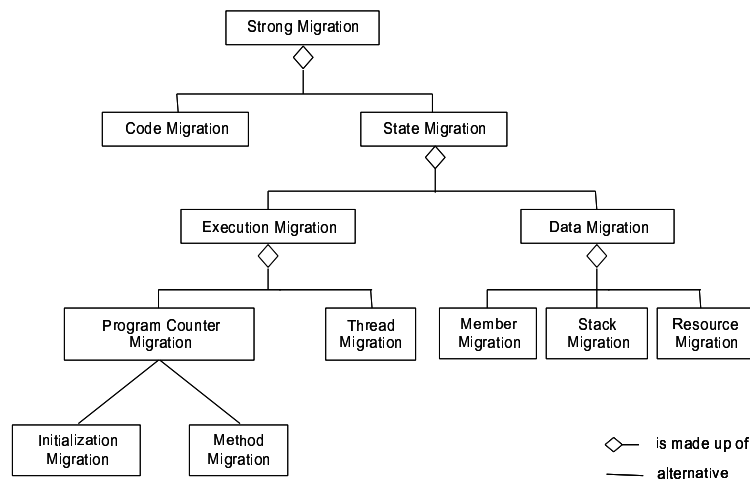 Strong Migration
Code Migration
State Migration
Execution Migration
Data Migration
Program Counter
Migration
Thread
Migration
Member
Migration
Stack
Migration
Resource
Migration
Initialization
Migration
Method
Migration
is made up of
alternative